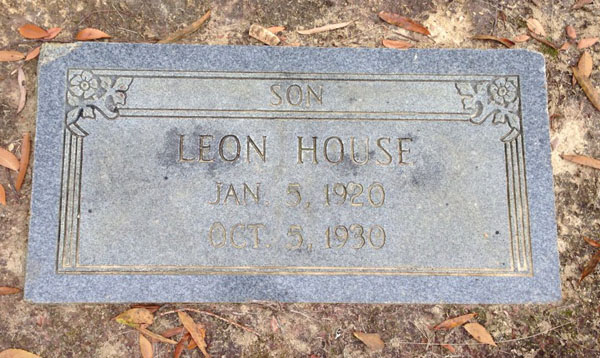 SON
LEON HOUSE
JAN. 5, 1920
OCT. 5, 1930